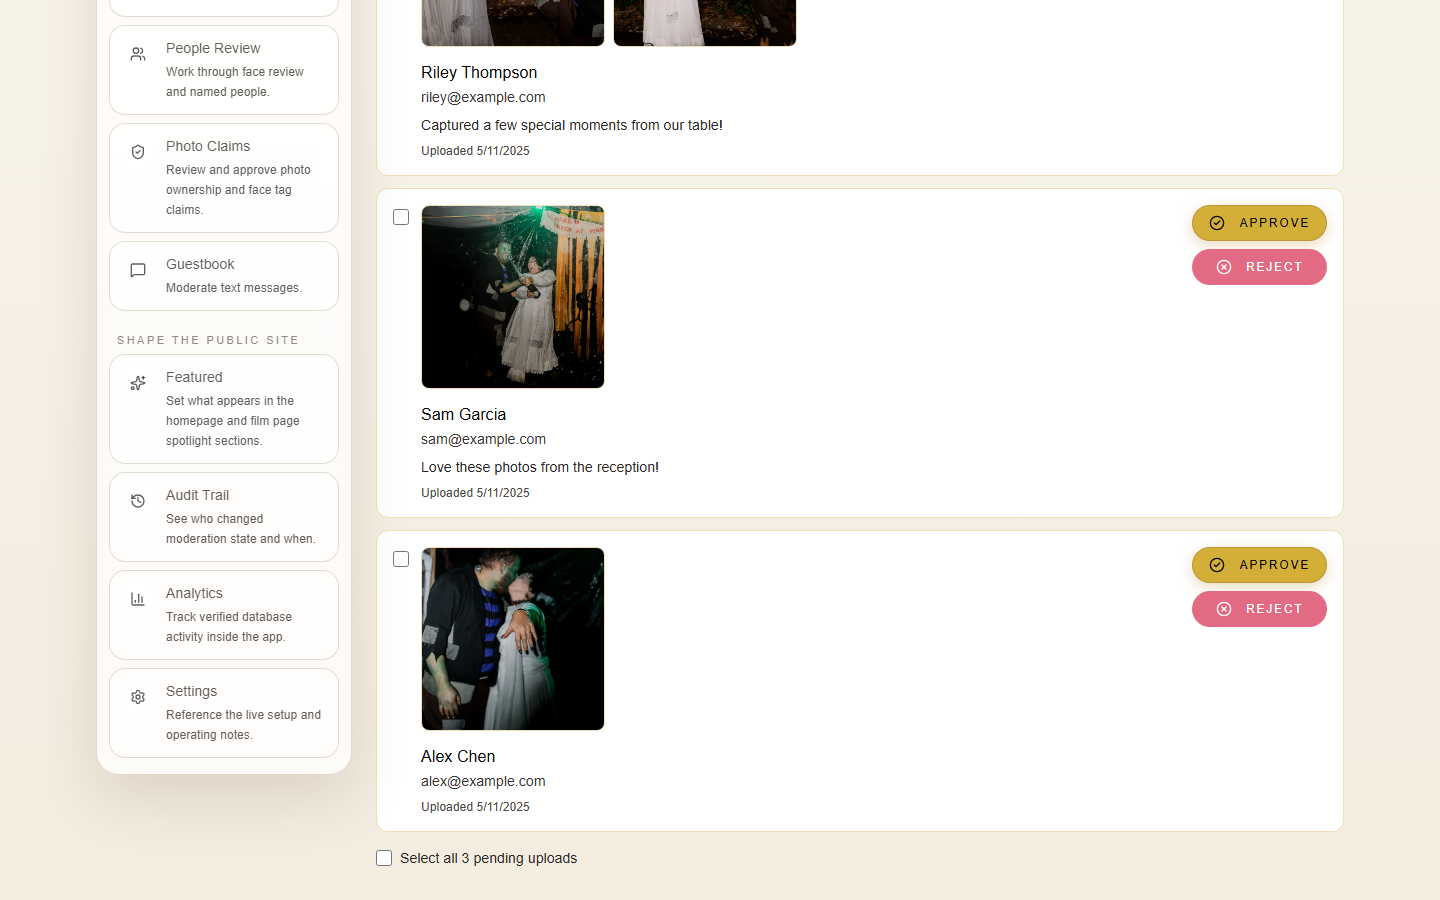 People Review
Work through face review
and named people.
Photo Claims
Review and approve photo
ownership and face tag
claims.
Guestbook
Moderate text messages.
SHAPE THE PUBLIC SITE
Featured
Set what appears in the
homepage and film page
spotlight sections.
Audit Trail
See who changed
moderation state and when.
Analytics
Track verified database
activity inside the app.
Settings
Reference the live setup and
operating notes.
Riley Thompson
riley@example.com
Captured a few special moments from our table!
Uploaded 5/11/2025
APPROVE
REJECT
Sam Garcia
sam@example.com
Love these photos from the reception!
Uploaded 5/11/2025
APPROVE
REJECT
Alex Chen
alex@example.com
Uploaded 5/11/2025
Select all 3 pending uploads